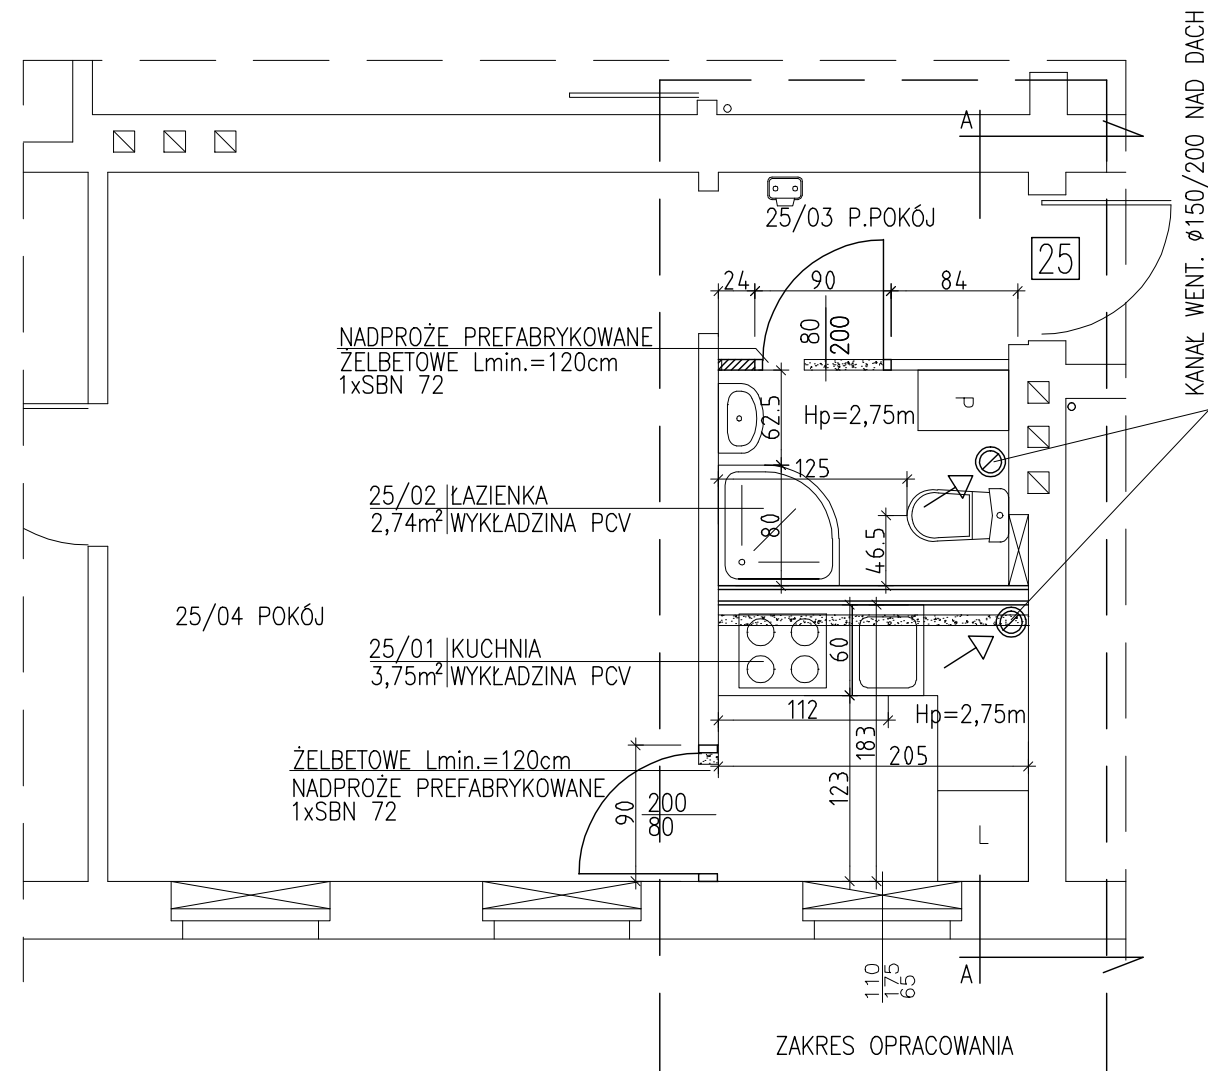 KANAŁ WENT. ø150/200 NAD DACH
A
25/03 P.POKÓJ
25
24
90
84
80
200
NADPROŻE PREFABRYKOWANE
ŻELBETOWE Lmin.=120cm
1xSBN 72
62.5
Hp=2,75m
P
125
25/02 ŁAZIENKA
2,74m² WYKŁADZINA PCV
80
46.5
25/04 POKÓJ
25/01 KUCHNIA
3,75m² WYKŁADZINA PCV
60
112
Hp=2,75m
183
205
ŻELBETOWE Lmin.=120cm
NADPROŻE PREFABRYKOWANE
1xSBN 72
90
200
80
123
L
110
175
65
A
ZAKRES OPRACOWANIA